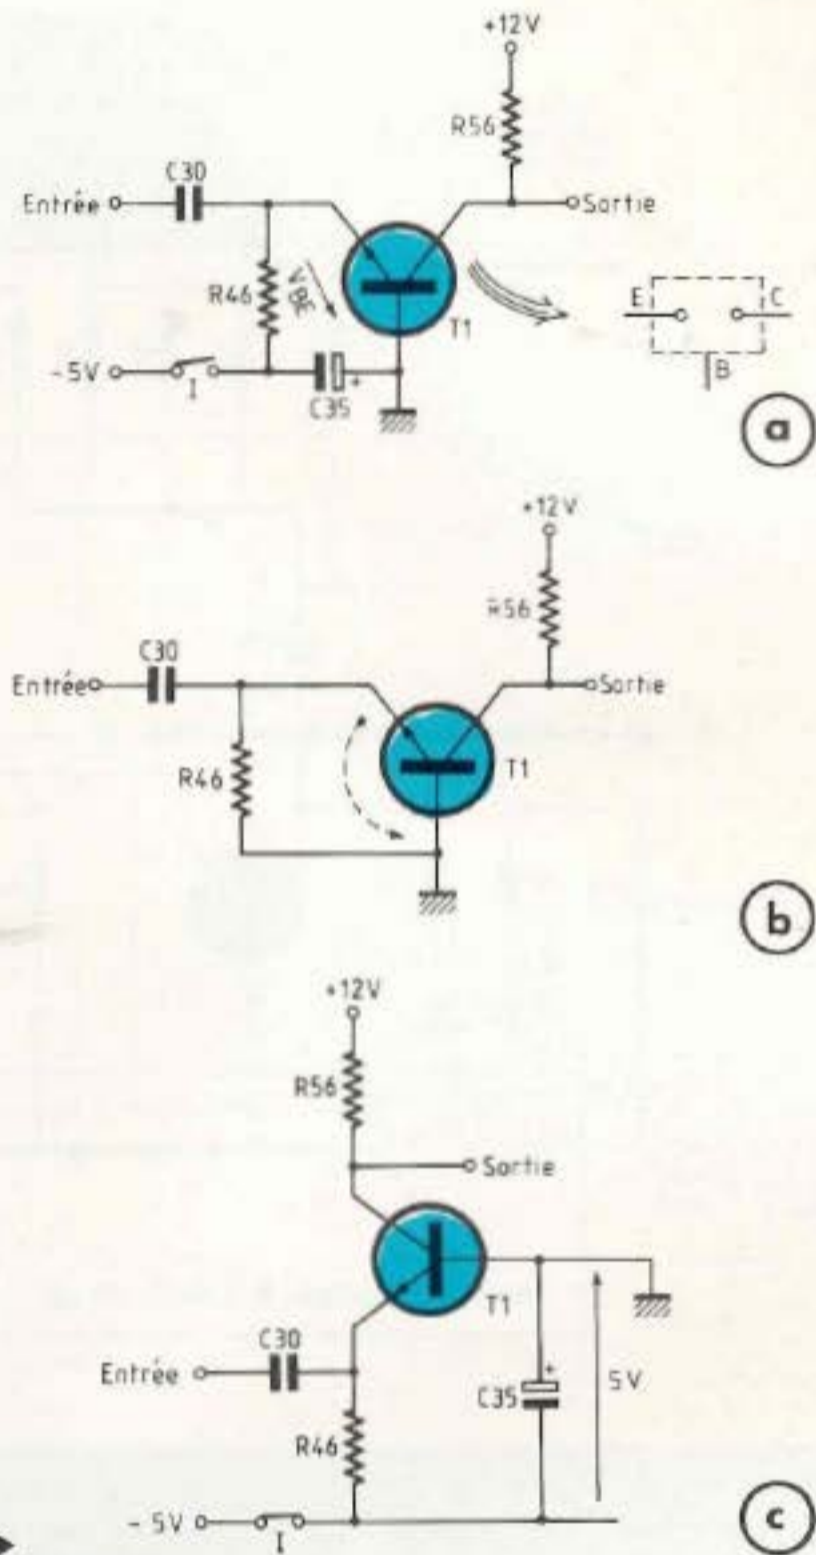 +12V
R56
C30
Entrée
Sortie
R46
VBE
T1
E
C
-5V
I
C35
+
B
a
+12V
R56
C30
Entrée
Sortie
R46
T1
b
+12V
R56
Sortie
T1
C30
Entrée
+
C35
5V
R46
- 5V
I
c